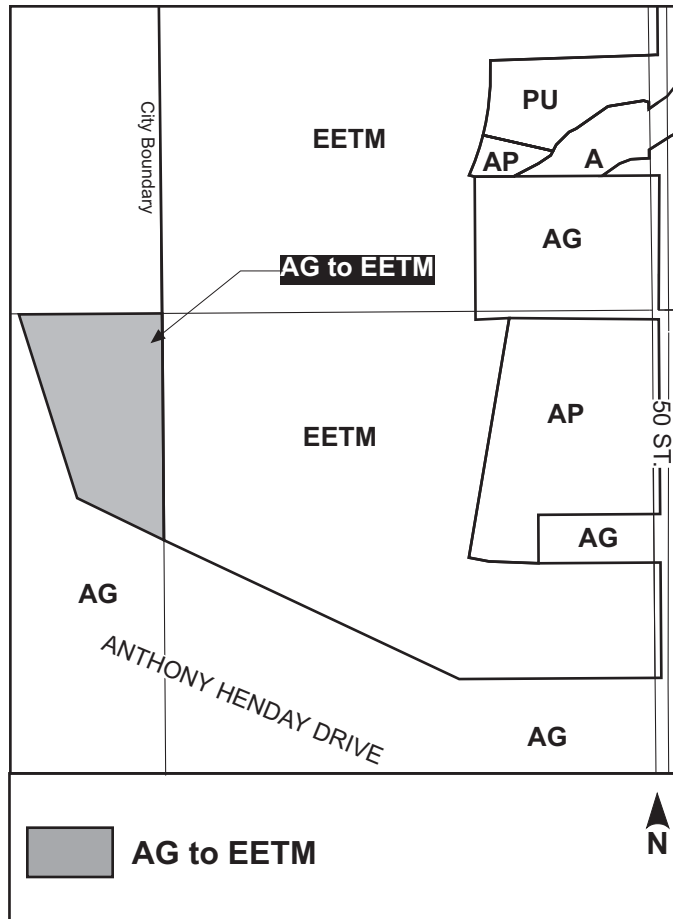 PU
City Boundary
EETM
AP
A
AG
AG to EETM
AP
50 ST.
EETM
AG
AG
ANTHONY HENDAY DRIVE
AG
AG to EETM
N